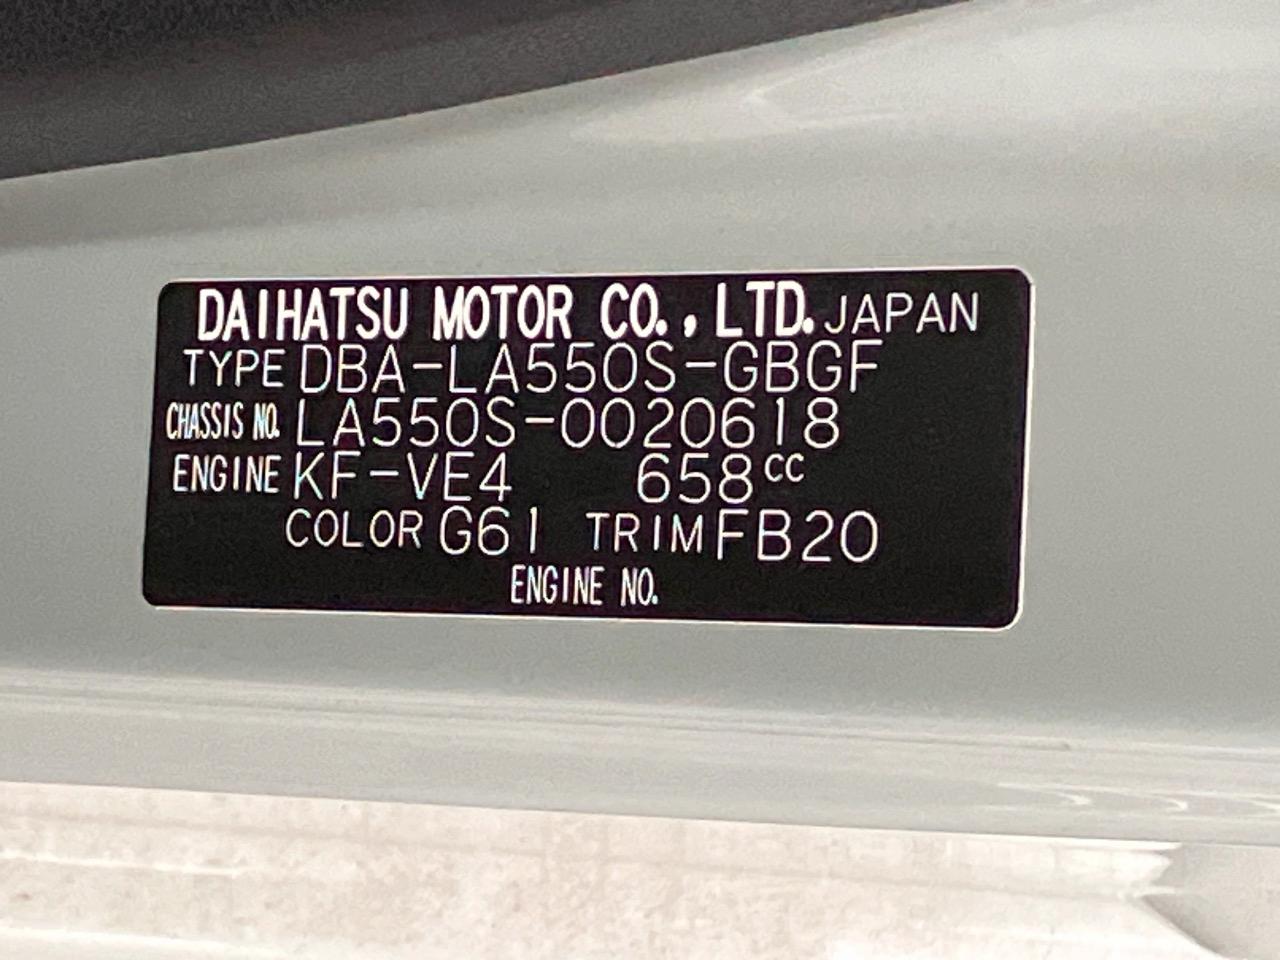 DAIHATSU MOTOR CO., LTD. JAPAN
TYPE DBA-LA550S-GBGF
CHASSIS NO. LA550S-0020618
ENGINE KF-VE4 658cc
COLOR G61 TRIM FB20
ENGINE NO.